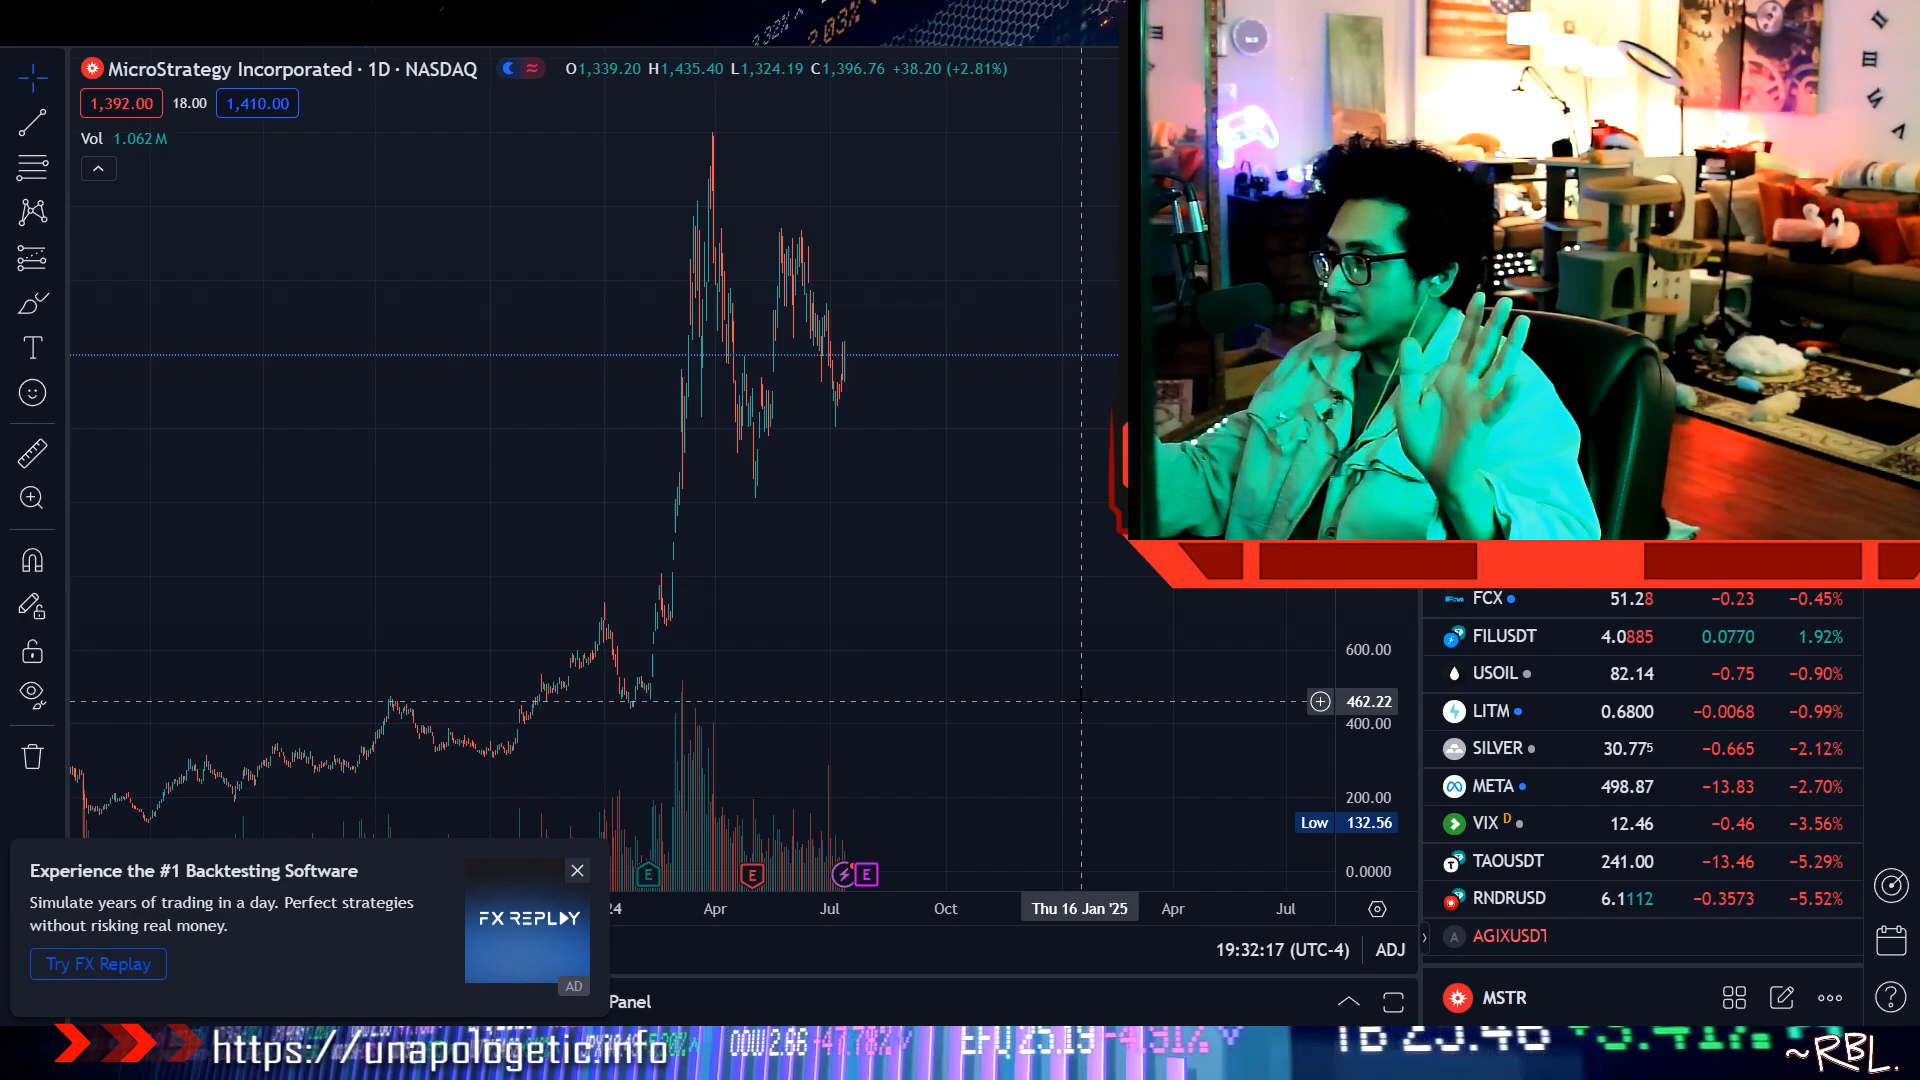 2.32%
2.03%
MicroStrategy Incorporated · 1D · NASDAQ
O1,339.20 H1,435.40 L1,324.19 C1,396.76 +38.20 (+2.81%)
1,392.00 18.00 1,410.00
Vol 1.062 M
600.00
462.22
400.00
200.00
Low 132.56
0.0000
E
E
E
24 Apr Jul Oct Thu 16 Jan '25 Apr Jul
19:32:17 (UTC-4) ADJ
Panel
Experience the #1 Backtesting Software
Simulate years of trading in a day. Perfect strategies
without risking real money.
Try FX Replay
FX REPLAY
AD
FCX 51.28 −0.23 −0.45%
FILUSDT 4.0885 0.0770 1.92%
USOIL 82.14 −0.75 −0.90%
LITM 0.6800 −0.0068 −0.99%
SILVER 30.775 −0.665 −2.12%
META 498.87 −13.83 −2.70%
VIX D 12.46 −0.46 −3.56%
TAOUSDT 241.00 −13.46 −5.29%
RNDRUSD 6.1112 −0.3573 −5.52%
A AGIXUSDT
MSTR
https://unapologetic.info
~RBL.